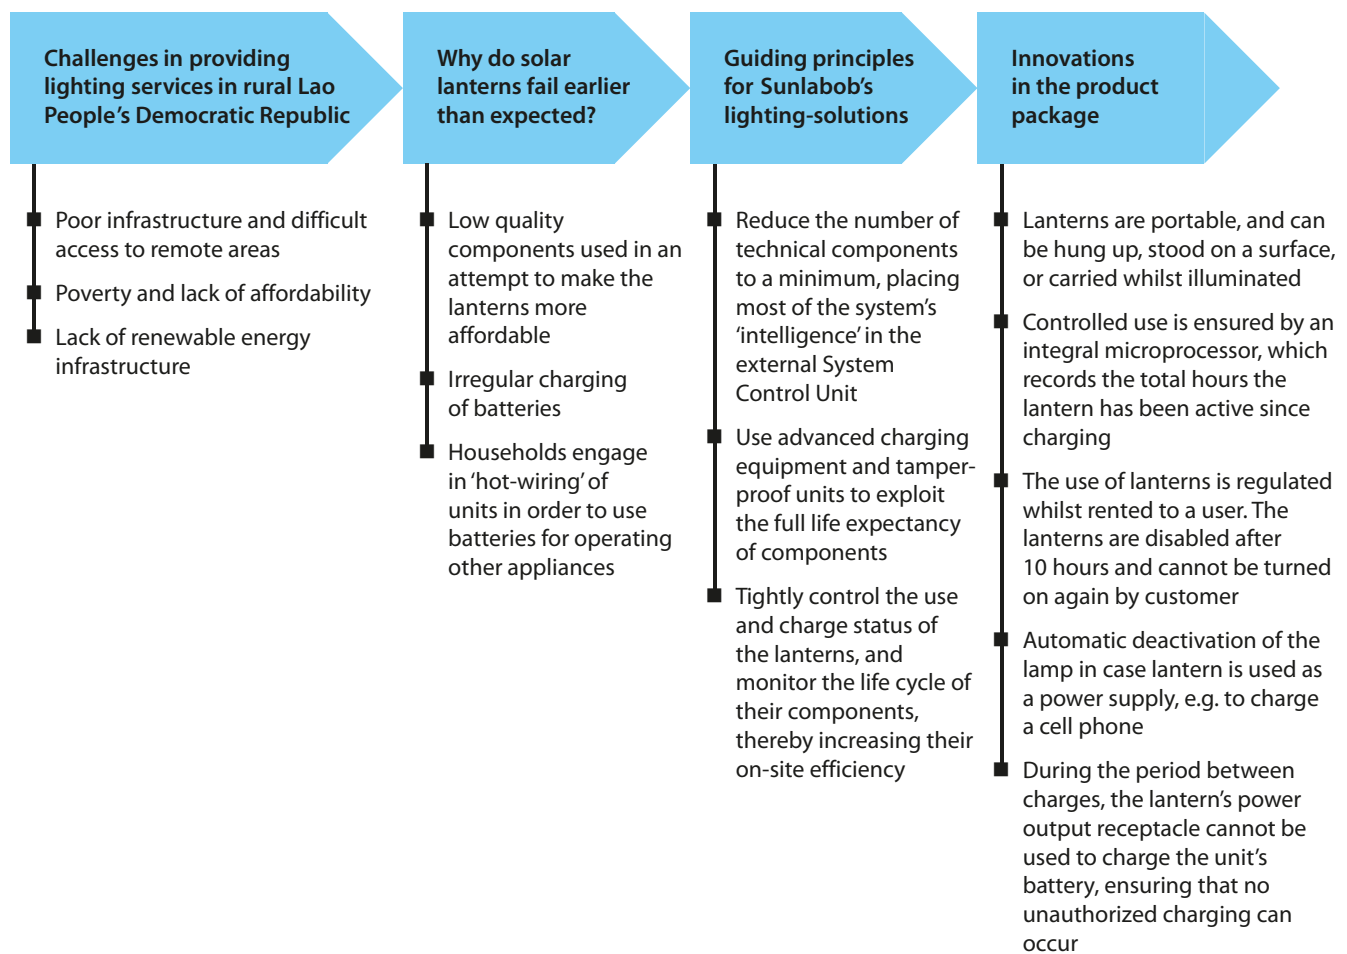 Challenges in providing
lighting services in rural Lao
People's Democratic Republic
Poor infrastructure and difficult
access to remote areas
Poverty and lack of affordability
Lack of renewable energy
infrastructure
Why do solar
lanterns fail earlier
than expected?
Low quality
components used in an
attempt to make the
lanterns more
affordable
Irregular charging
of batteries
Households engage
in ‘hot-wiring’ of
units in order to use
batteries for operating
other appliances
Guiding principles
for Sunlabob’s
lighting-solutions
Reduce the number of
technical components
to a minimum, placing
most of the system’s
‘intelligence’ in the
external System
Control Unit
Use advanced charging
equipment and tamper-
proof units to exploit
the full life expectancy
of components
Tightly control the use
and charge status of
the lanterns, and
monitor the life cycle of
their components,
thereby increasing their
on-site efficiency
Innovations
in the product
package
Lanterns are portable, and can
be hung up, stood on a surface,
or carried whilst illuminated
Controlled use is ensured by an
integral microprocessor, which
records the total hours the
lantern has been active since
charging
The use of lanterns is regulated
whilst rented to a user. The
lanterns are disabled after
10 hours and cannot be turned
on again by customer
Automatic deactivation of the
lamp in case lantern is used as
a power supply, e.g. to charge
a cell phone
During the period between
charges, the lantern’s power
output receptacle cannot be
used to charge the unit’s
battery, ensuring that no
unauthorized charging can
occur